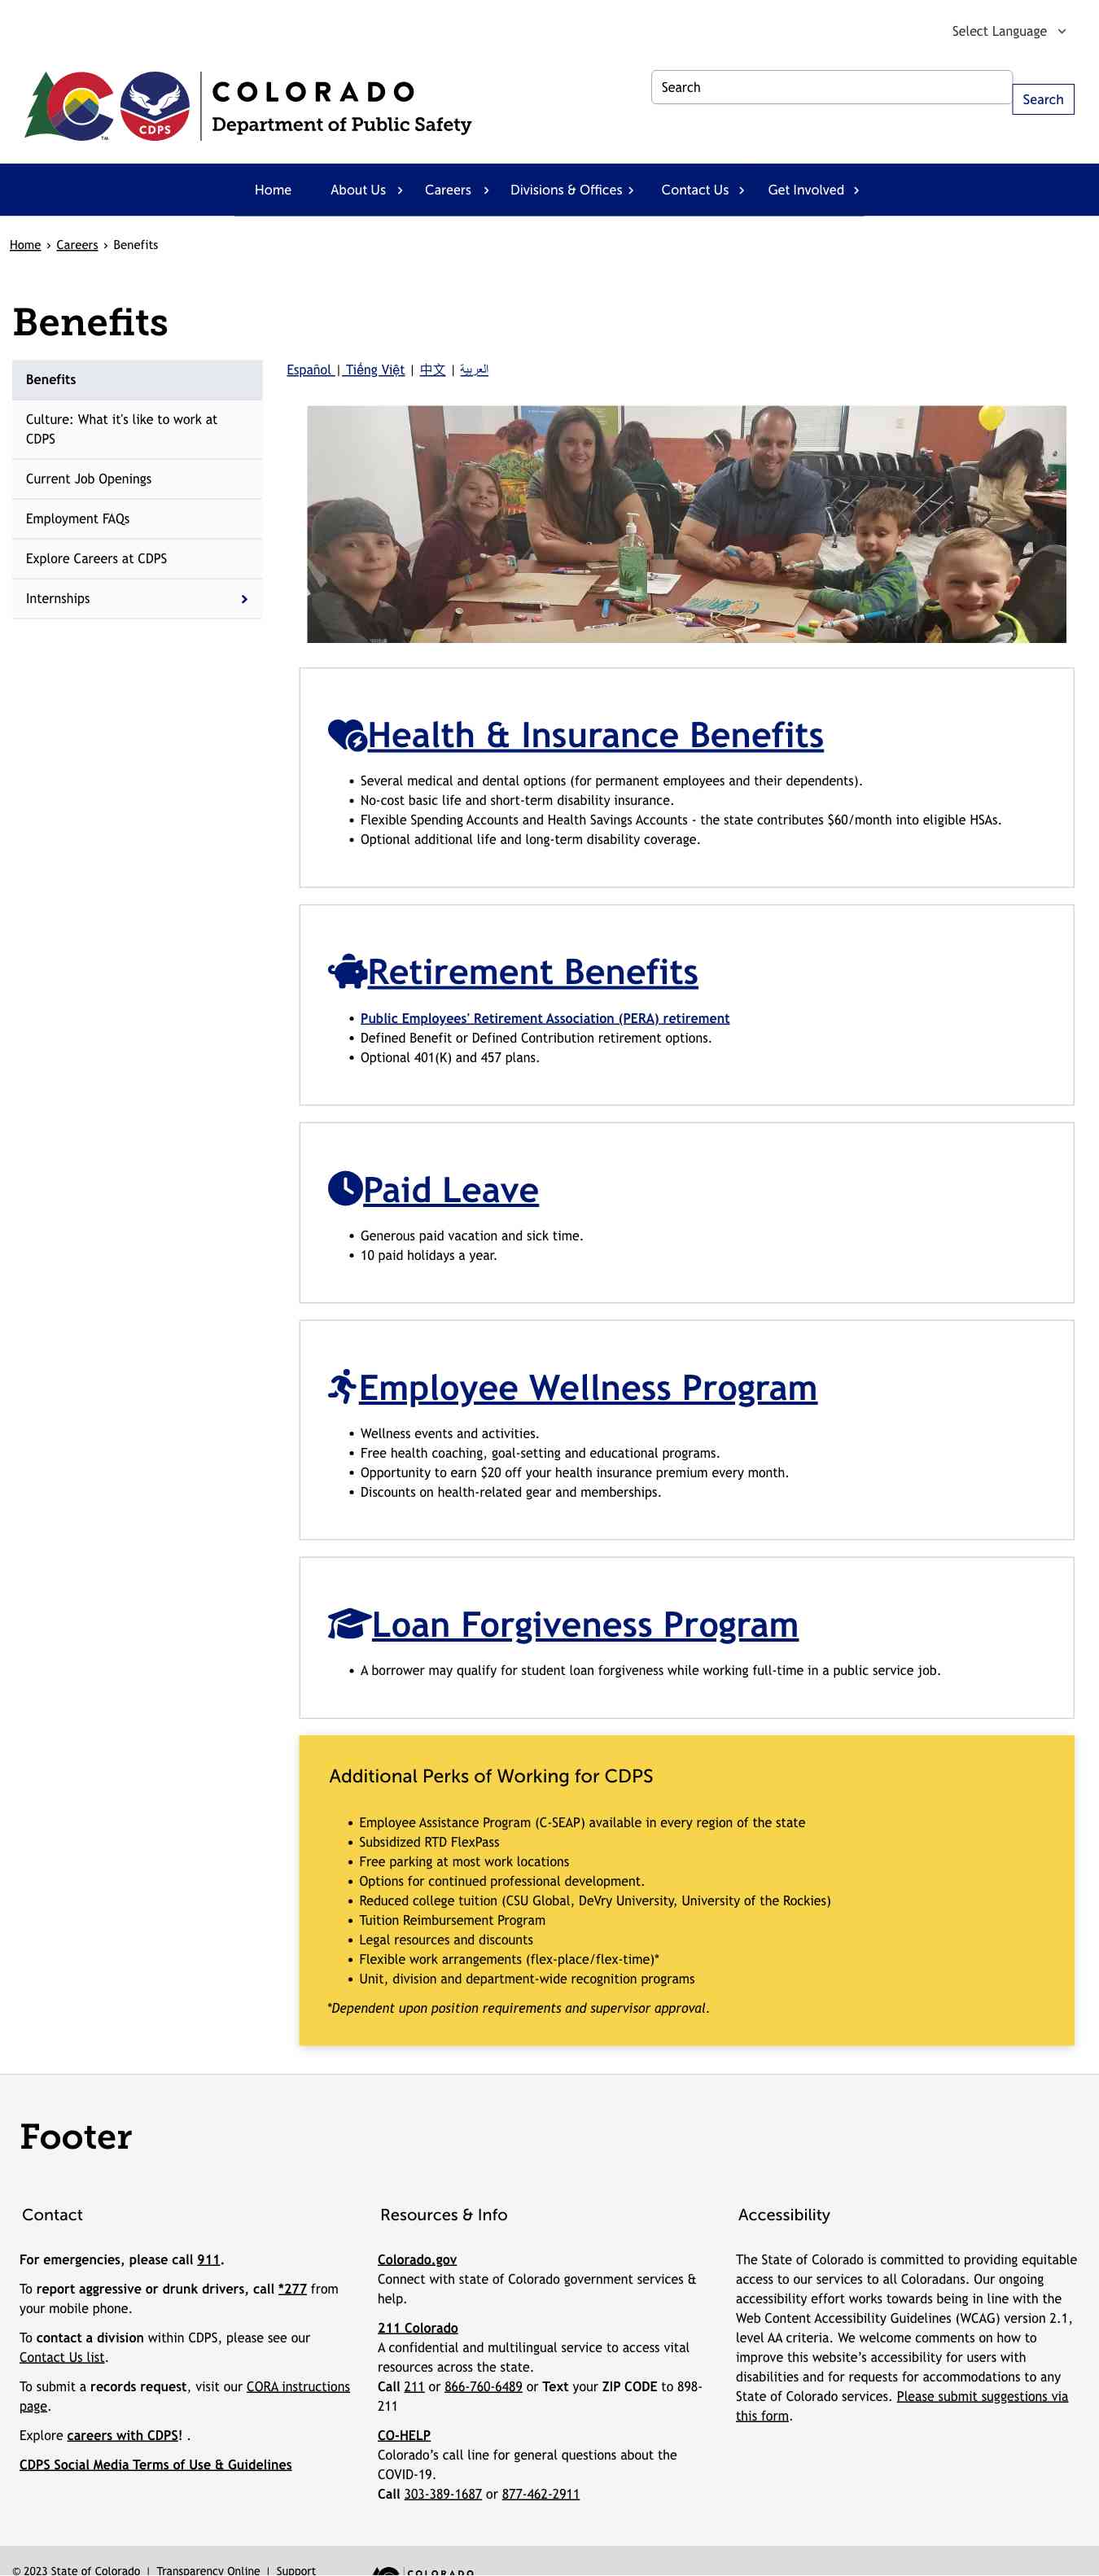 Select Language
COLORADO
Department of Public Safety
CDPS
TM
Search
Search
Home
About Us
Careers
Divisions & Offices
Contact Us
Get Involved
Home › Careers › Benefits
Benefits
Benefits
Culture: What it's like to work at
CDPS
Current Job Openings
Employment FAQs
Explore Careers at CDPS
Internships
Español | Tiếng Việt | 中文 | العربية
Health & Insurance Benefits
• Several medical and dental options (for permanent employees and their dependents).
• No-cost basic life and short-term disability insurance.
• Flexible Spending Accounts and Health Savings Accounts - the state contributes $60/month into eligible HSAs.
• Optional additional life and long-term disability coverage.
Retirement Benefits
• Public Employees' Retirement Association (PERA) retirement
• Defined Benefit or Defined Contribution retirement options.
• Optional 401(K) and 457 plans.
Paid Leave
• Generous paid vacation and sick time.
• 10 paid holidays a year.
Employee Wellness Program
• Wellness events and activities.
• Free health coaching, goal-setting and educational programs.
• Opportunity to earn $20 off your health insurance premium every month.
• Discounts on health-related gear and memberships.
Loan Forgiveness Program
• A borrower may qualify for student loan forgiveness while working full-time in a public service job.
Additional Perks of Working for CDPS
• Employee Assistance Program (C-SEAP) available in every region of the state
• Subsidized RTD FlexPass
• Free parking at most work locations
• Options for continued professional development.
• Reduced college tuition (CSU Global, DeVry University, University of the Rockies)
• Tuition Reimbursement Program
• Legal resources and discounts
• Flexible work arrangements (flex-place/flex-time)*
• Unit, division and department-wide recognition programs
*Dependent upon position requirements and supervisor approval.
Footer
Contact
For emergencies, please call 911.
To report aggressive or drunk drivers, call *277 from
your mobile phone.
To contact a division within CDPS, please see our
Contact Us list.
To submit a records request, visit our CORA instructions
page.
Explore careers with CDPS! .
CDPS Social Media Terms of Use & Guidelines
Resources & Info
Colorado.gov
Connect with state of Colorado government services &
help.
211 Colorado
A confidential and multilingual service to access vital
resources across the state.
Call 211 or 866-760-6489 or Text your ZIP CODE to 898-
211
CO-HELP
Colorado’s call line for general questions about the
COVID-19.
Call 303-389-1687 or 877-462-2911
Accessibility
The State of Colorado is committed to providing equitable
access to our services to all Coloradans. Our ongoing
accessibility effort works towards being in line with the
Web Content Accessibility Guidelines (WCAG) version 2.1,
level AA criteria. We welcome comments on how to
improve this website’s accessibility for users with
disabilities and for requests for accommodations to any
State of Colorado services. Please submit suggestions via
this form.
© 2023 State of Colorado | Transparency Online | Support
COLORADO